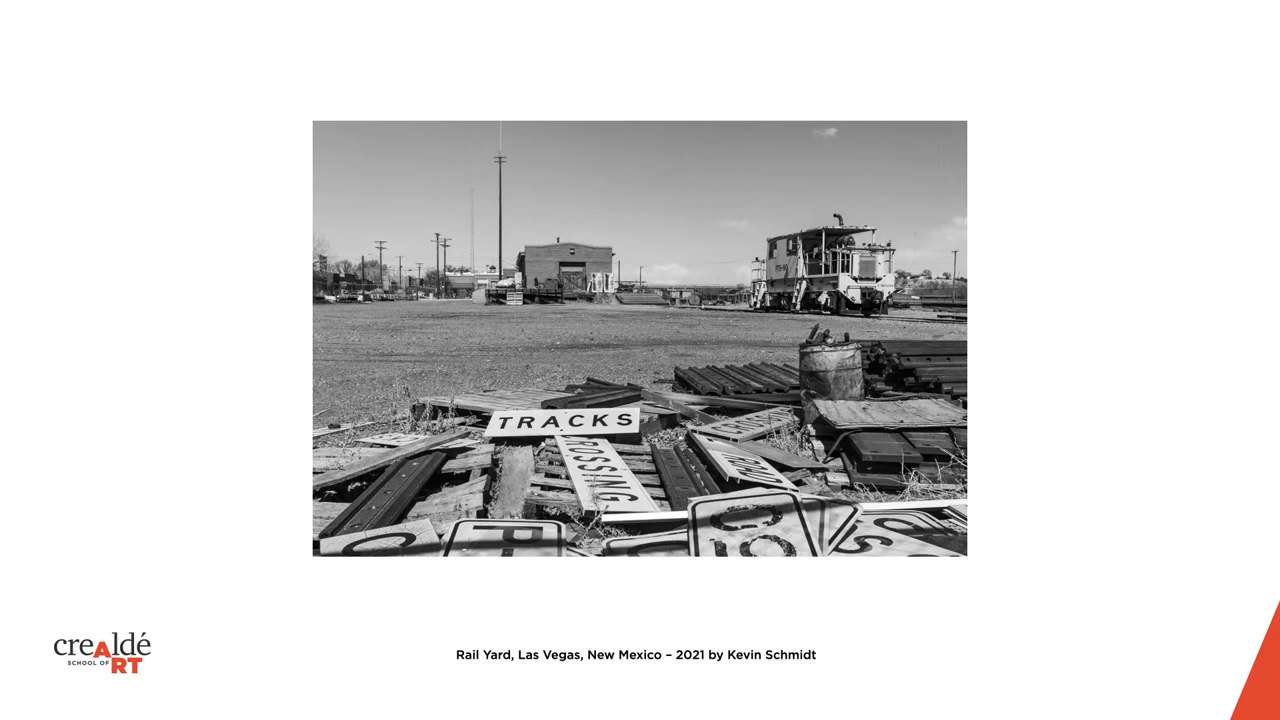 TRACKS
CROSSING
crealdé
SCHOOL OF ART
Rail Yard, Las Vegas, New Mexico – 2021 by Kevin Schmidt